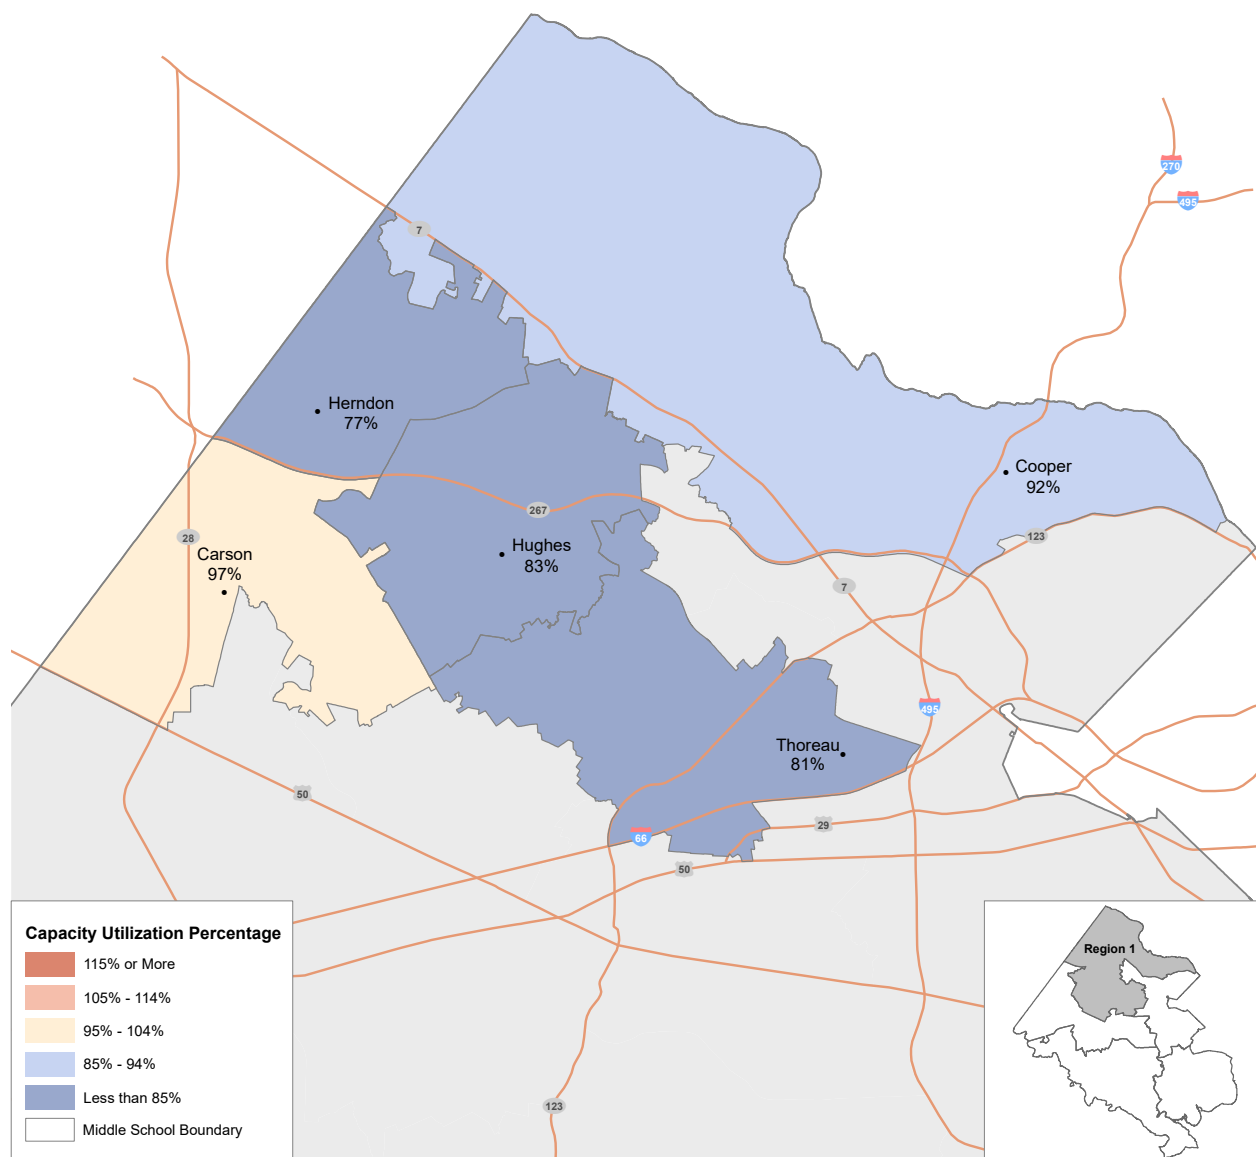 270
495
7
Herndon
77%
Cooper
92%
267
28
123
Carson
97%
Hughes
83%
7
495
Thoreau
81%
50
29
66
50
123
Capacity Utilization Percentage
115% or More
105% - 114%
95% - 104%
85% - 94%
Less than 85%
Middle School Boundary
Region 1